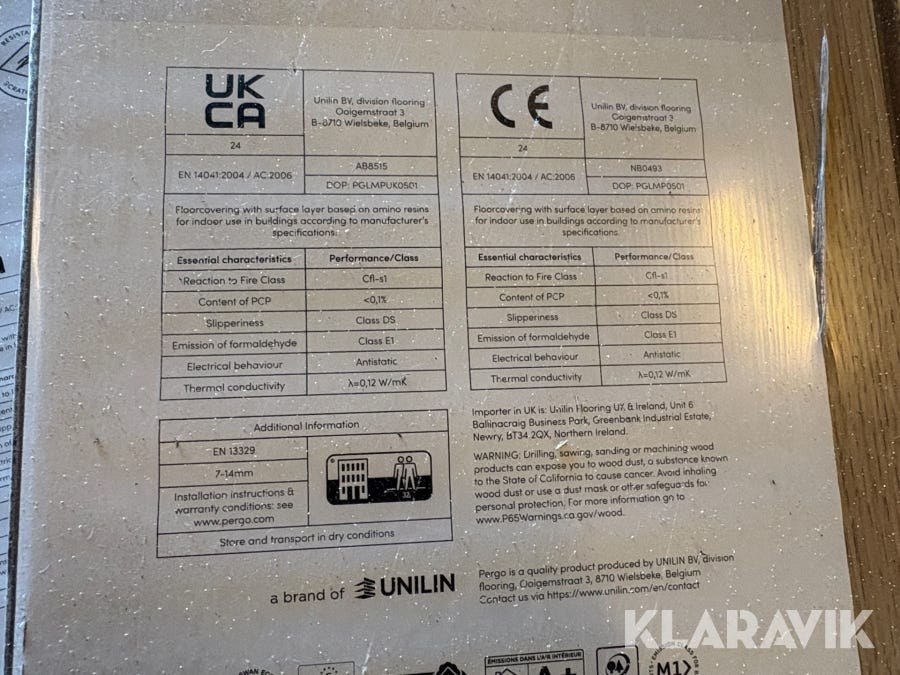 UK
CA
24
EN 14041:2004 / AC:2006
Unilin BV, division flooring
Ooigemstraat 3
B-8710 Wielsbeke, Belgium
AB8515
DOP: PGLMPUK0501
Floorcovering with surface layer based on amino resins
for indoor use in buildings according to manufacturer's
specifications.
Essential characteristics Performance/Class
Reaction to Fire Class Cfl-s1
Content of PCP <0,1%
Slipperiness Class DS
Emission of formaldehyde Class E1
Electrical behaviour Antistatic
Thermal conductivity λ=0,12 W/mK
Additional Information
EN 13329
7-14mm
Installation instructions &
warranty conditions: see
www.pergo.com
32
Store and transport in dry conditions
CE
24
EN 14041:2004 / AC:2006
Unilin BV, division flooring
Ooigemstraat 3
B-8710 Wielsbeke, Belgium
NB0493
DOP: PGLMP0501
Floorcovering with surface layer based on amino resins
for indoor use in buildings according to manufacturer's
specifications.
Essential characteristics Performance/Class
Reaction to Fire Class Cfl-s1
Content of PCP <0,1%
Slipperiness Class DS
Emission of formaldehyde Class E1
Electrical behaviour Antistatic
Thermal conductivity λ=0,12 W/mK
Importer in UK is: Unilin Flooring UK & Ireland, Unit 6
Ballinacraig Business Park, Greenbank Industrial Estate,
Newry, BT34 2QX, Northern Ireland.
WARNING: Drilling, sawing, sanding or machining wood
products can expose you to wood dust, a substance known
to the State of California to cause cancer. Avoid inhaling
wood dust or use a dust mask or other safeguards for
personal protection. For more information go to
www.P65Warnings.ca.gov/wood.
a brand of UNILIN
Pergo is a quality product produced by UNILIN BV, division
flooring, Ooigemstraat 3, 8710 Wielsbeke, Belgium
Contact us via https://www.unilin.com/en/contact
ÉMISSIONS DANS L'AIR INTÉRIEUR
A+
M1
KLARAVIK